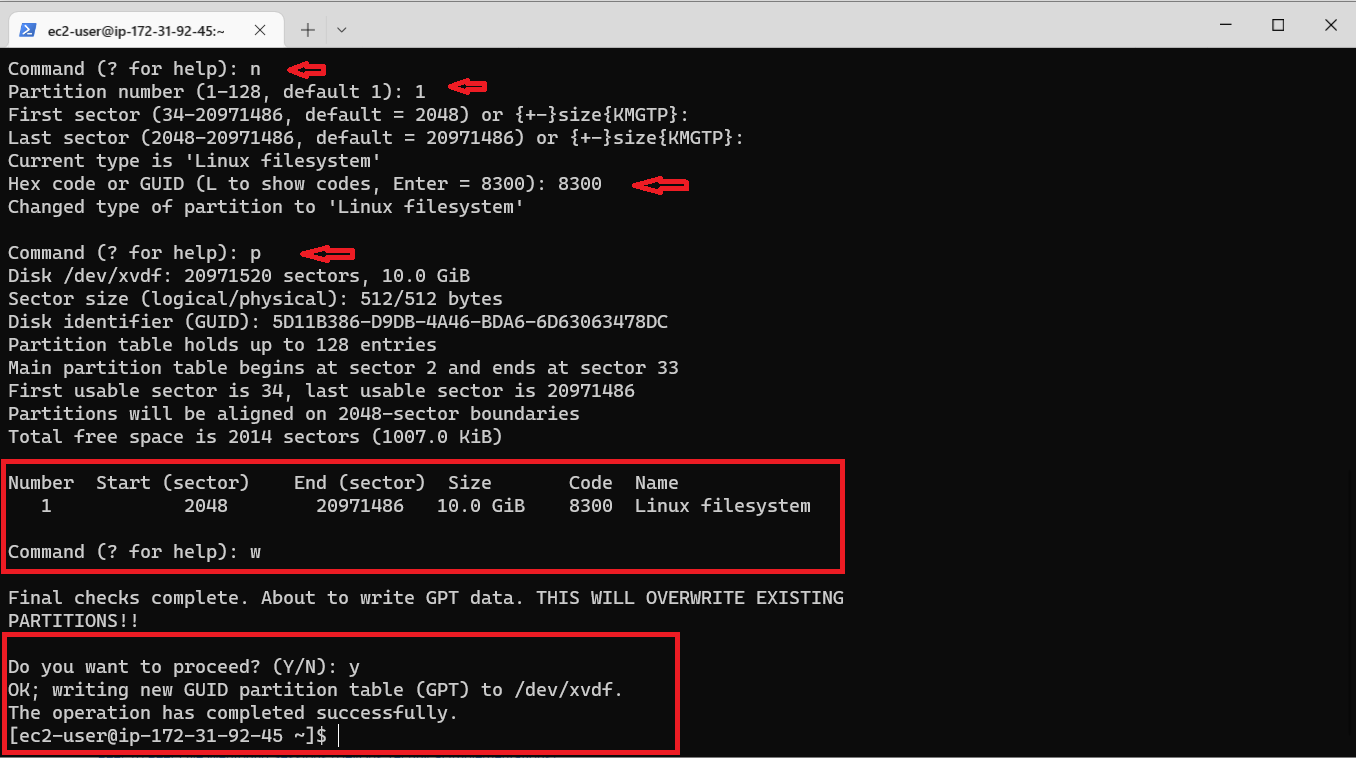 ec2-user@ip-172-31-92-45:~
Command (? for help): n
Partition number (1-128, default 1): 1
First sector (34-20971486, default = 2048) or {+-}size{KMGTP}:
Last sector (2048-20971486, default = 20971486) or {+-}size{KMGTP}:
Current type is 'Linux filesystem'
Hex code or GUID (L to show codes, Enter = 8300): 8300
Changed type of partition to 'Linux filesystem'
Command (? for help): p
Disk /dev/xvdf: 20971520 sectors, 10.0 GiB
Sector size (logical/physical): 512/512 bytes
Disk identifier (GUID): 5D11B386-D9DB-4A46-BDA6-6D63063478DC
Partition table holds up to 128 entries
Main partition table begins at sector 2 and ends at sector 33
First usable sector is 34, last usable sector is 20971486
Partitions will be aligned on 2048-sector boundaries
Total free space is 2014 sectors (1007.0 KiB)
Number  Start (sector)    End (sector)  Size       Code  Name
   1            2048        20971486   10.0 GiB    8300  Linux filesystem
Command (? for help): w
Final checks complete. About to write GPT data. THIS WILL OVERWRITE EXISTING
PARTITIONS!!
Do you want to proceed? (Y/N): y
OK; writing new GUID partition table (GPT) to /dev/xvdf.
The operation has completed successfully.
[ec2-user@ip-172-31-92-45 ~]$